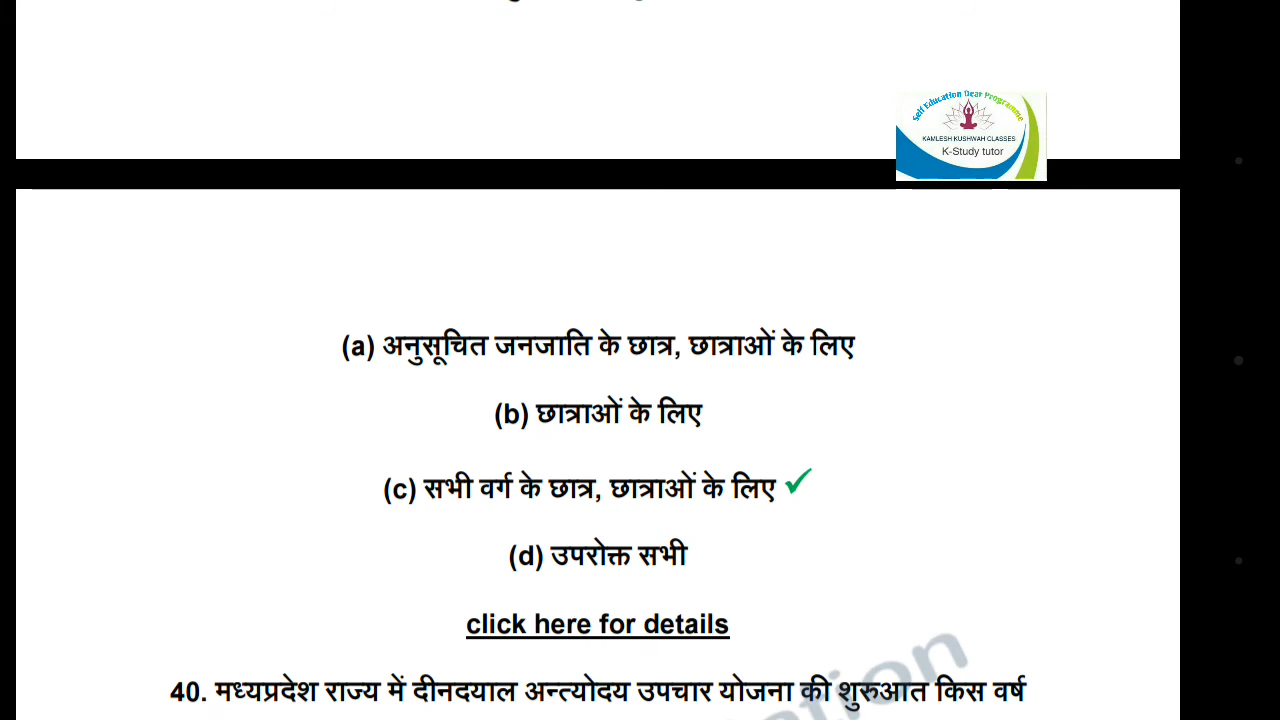 Self Education Dear Programme
KAMLESH KUSHWAH CLASSES
K-Study tutor
(a) अनुसूचित जनजाति के छात्र, छात्राओं के लिए
(b) छात्राओं के लिए
(c) सभी वर्ग के छात्र, छात्राओं के लिए ✓
(d) उपरोक्त सभी
click here for details
40. मध्यप्रदेश राज्य में दीनदयाल अन्त्योदय उपचार योजना की शुरुआत किस वर्ष